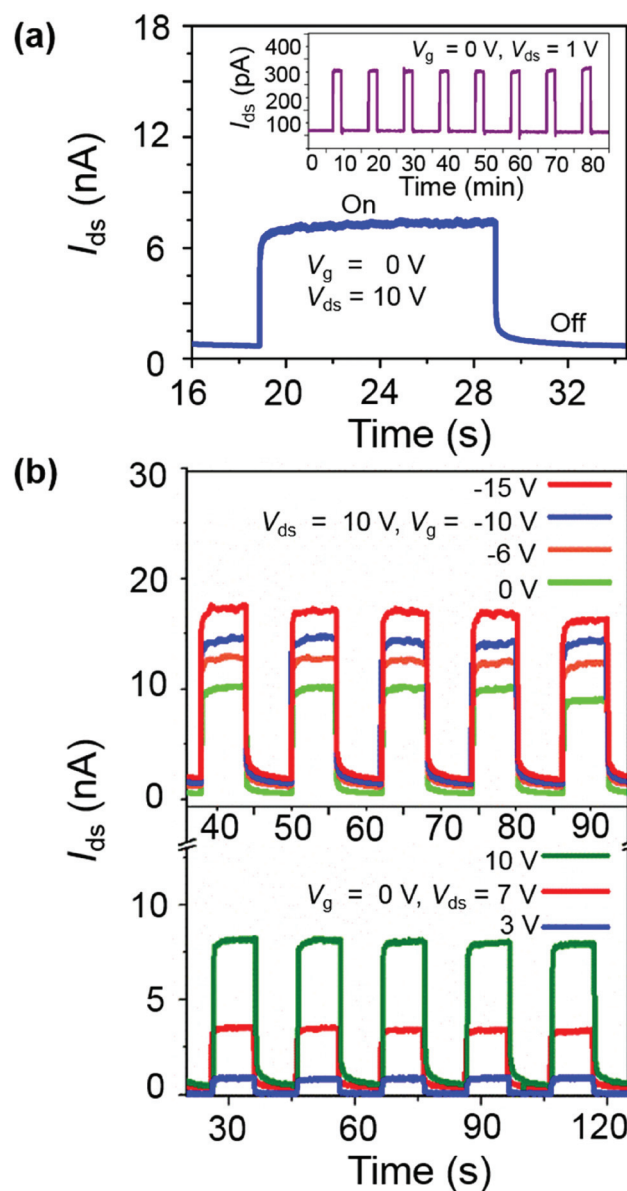 (a)
18
15
12
9
6
3
0
I_ds (nA)
400
300
200
100
I_ds (pA)
V_g = 0 V, V_ds = 1 V
0 10 20 30 40 50 60 70 80
Time (min)
On
V_g = 0 V
V_ds = 10 V
Off
16 20 24 28 32
Time (s)
(b)
30
20
10
0
I_ds (nA)
-15 V
V_ds = 10 V, V_g = -10 V
-6 V
0 V
40 50 60 70 80 90
10
5
0
10 V
V_g = 0 V, V_ds = 7 V
3 V
30 60 90 120
Time (s)